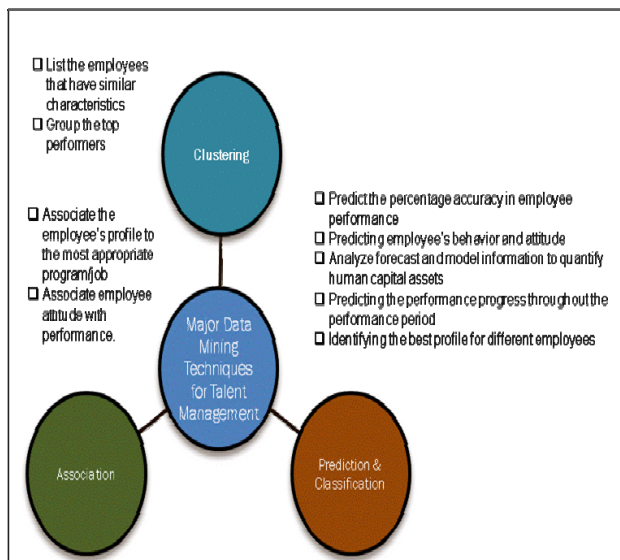 ❑ List the employees
that have similar
characteristics
❑ Group the top
performers
Clustering
❑ Associate the
employee's profile to
the most appropriate
program/job
❑ Associate employee
attitude with
performance.
❑ Predict the percentage accuracy in employee
performance
❑ Predicting employee's behavior and attitude
❑ Analyze forecast and model information to quantify
human capital assets
❑ Predicting the performance progress throughout the
performance period
❑ Identifying the best profile for different employees
Major Data
Mining
Techniques
for Talent
Management
Association
Prediction &
Classification